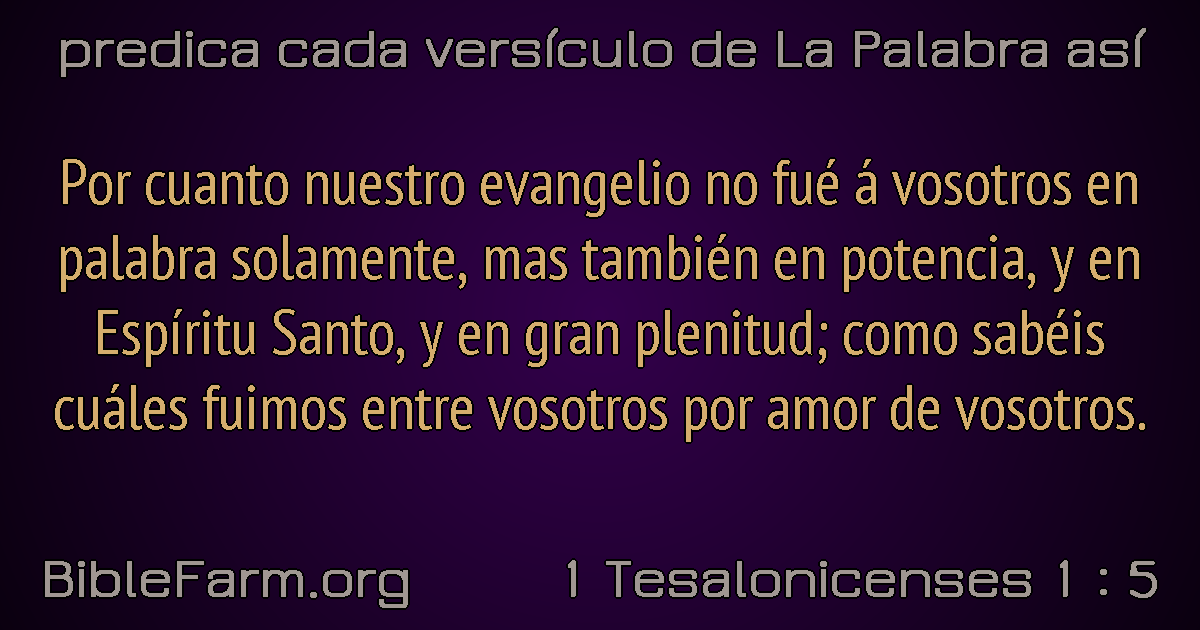 predica cada versículo de La Palabra así
Por cuanto nuestro evangelio no fué á vosotros en
palabra solamente, mas también en potencia, y en
Espíritu Santo, y en gran plenitud; como sabéis
cuáles fuimos entre vosotros por amor de vosotros.
BibleFarm.org 1 Tesalonicenses 1 : 5